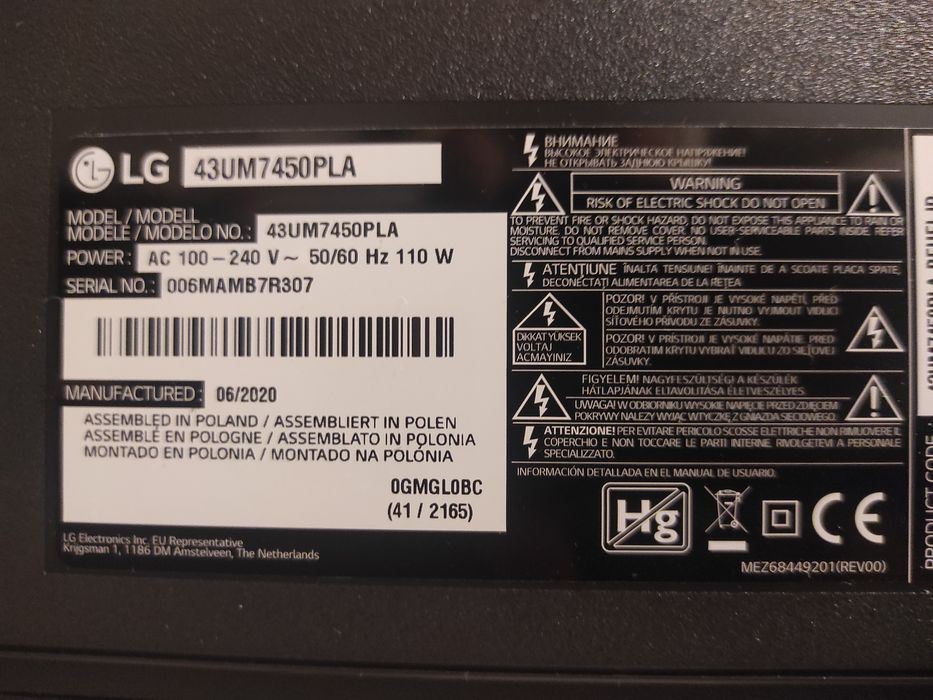 LG 43UM7450PLA
MODEL / MODELL
MODÈLE / MODELO NO. : 43UM7450PLA
POWER : AC 100 – 240 V ~ 50/60 Hz 110 W
SERIAL NO. : 006MAMB7R307
MANUFACTURED : 06/2020
ASSEMBLED IN POLAND / ASSEMBLIERT IN POLEN
ASSEMBLÉ EN POLOGNE / ASSEMBLATO IN POLONIA
MONTADO EN POLONIA / MONTADO NA POLÓNIA
0GMGL0BC
(41 / 2165)
LG Electronics Inc. EU Representative
Krijgsman 1, 1186 DM Amstelveen, The Netherlands
ВНИМАНИЕ
ВЫСОКОЕ ЭЛЕКТРИЧЕСКОЕ НАПРЯЖЕНИЕ!
НЕ ОТКРЫВАТЬ ЗАДНЮЮ КРЫШКУ!
WARNING
RISK OF ELECTRIC SHOCK DO NOT OPEN
TO PREVENT FIRE OR SHOCK HAZARD, DO NOT EXPOSE THIS APPLIANCE TO RAIN OR
MOISTURE. DO NOT REMOVE COVER. NO USER-SERVICEABLE PARTS INSIDE. REFER
SERVICING TO QUALIFIED SERVICE PERSON.
DISCONNECT FROM MAINS SUPPLY WHEN NOT IN USE.
ATENŢIUNE ÎNALTA TENSIUNE! ÎNAINTE DE A SCOATE PLACA SPATE,
DECONECTAŢI ALIMENTAREA DE LA REŢEA
DIKKAT YÜKSEK
VOLTAJ
AÇMAYINIZ
POZOR! V PŘÍSTROJI JE VYSOKÉ NAPĚTÍ, PŘED
ODEJMUTÍM KRYTU JE NUTNO VYJMOUT VIDLICI
SÍŤOVÉHO PŘÍVODU ZE ZÁSUVKY.
POZOR! V PRÍSTROJI JE VYSOKÉ NAPÄTIE, PRED
ODOBRATIM KRYTU VYBRAŤ VIDLICU ZO SIEŤOVEJ
ZÁSUVKY.
FIGYELEM! NAGYFESZÜLTSÉG! A KÉSZÜLÉK
HÁTLAPJÁNAK ELTÁVOLÍTÁSA ÉLETVESZÉLYES
UWAGA! W ODBIORNIKU WYSOKIE NAPIĘCIE PRZED ZDJĘCIEM
POKRYWY NALEŻY WYJĄĆ WTYCZKĘ Z GNIAZDA SIECIOWEGO.
ATTENZIONE! PER EVITARE PERICOLO SCOSSE ELETTRICHE NON RIMUOVERE IL
COPERCHIO E NON TOCCARE LE PARTI INTERNE. RIVOLGETEVI A PERSONALE
SPECIALIZZATO.
INFORMACIÓN DETALLADA EN EL MANUAL DE USUARIO.
Hg
CE
MEZ68449201(REV00)
PRODUCT CODE :